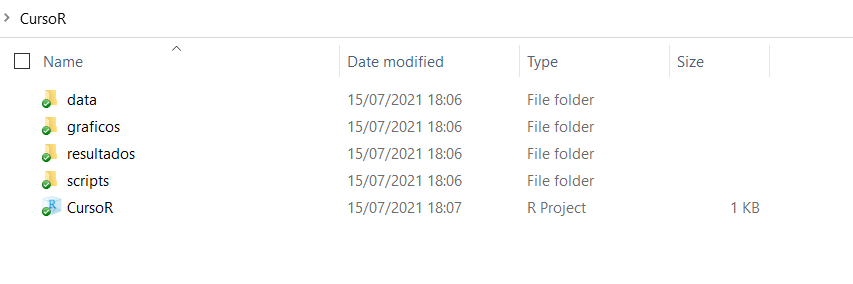 CursoR
Name Date modified Type Size
data 15/07/2021 18:06 File folder
graficos 15/07/2021 18:06 File folder
resultados 15/07/2021 18:06 File folder
scripts 15/07/2021 18:06 File folder
CursoR 15/07/2021 18:07 R Project 1 KB